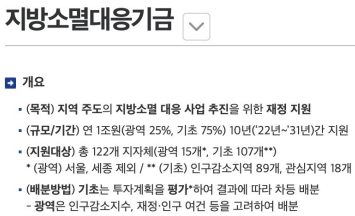 지방소멸대응기금
개요
▪ (목적) 지역 주도의 지방소멸 대응 사업 추진을 위한 재정 지원
▪ (규모/기간) 연 1조원(광역 25%, 기초 75%) 10년('22년~'31년)간 지원
▪ (지원대상) 총 122개 지자체(광역 15개*, 기초 107개**)
* (광역) 서울, 세종 제외 / ** (기초) 인구감소지역 89개, 관심지역 18개
▪ (배분방법) 기초는 투자계획을 평가*하여 결과에 따라 차등 배분
- 광역은 인구감소지수, 재정·인구 여건 등을 고려하여 배분